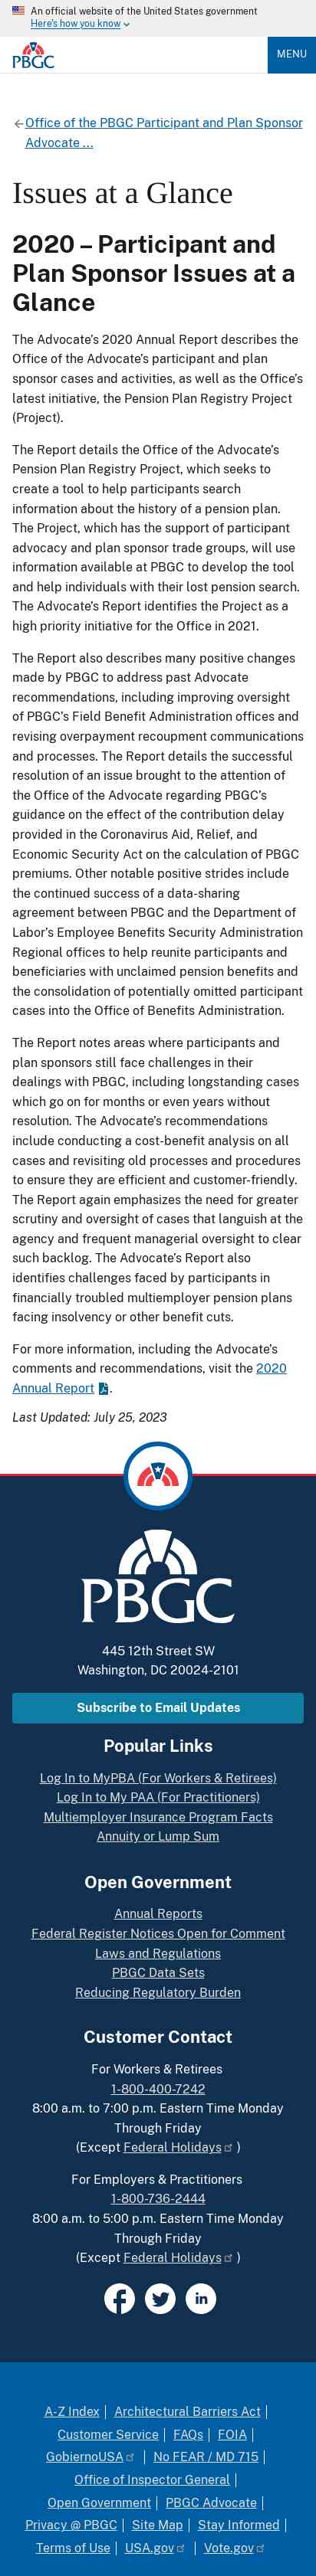 An official website of the United States government
Here's how you know
PBGC
MENU
Office of the PBGC Participant and Plan Sponsor
Advocate ...
Issues at a Glance
2020 – Participant and
Plan Sponsor Issues at a
Glance
The Advocate's 2020 Annual Report describes the
Office of the Advocate's participant and plan
sponsor cases and activities, as well as the Office's
latest initiative, the Pension Plan Registry Project
(Project).
The Report details the Office of the Advocate's
Pension Plan Registry Project, which seeks to
create a tool to help participants search
information about the history of a pension plan.
The Project, which has the support of participant
advocacy and plan sponsor trade groups, will use
information available at PBGC to develop the tool
and help individuals with their lost pension search.
The Advocate's Report identifies the Project as a
high priority initiative for the Office in 2021.
The Report also describes many positive changes
made by PBGC to address past Advocate
recommendations, including improving oversight
of PBGC's Field Benefit Administration offices and
revising overpayment recoupment communications
and processes. The Report details the successful
resolution of an issue brought to the attention of
the Office of the Advocate regarding PBGC's
guidance on the effect of the contribution delay
provided in the Coronavirus Aid, Relief, and
Economic Security Act on the calculation of PBGC
premiums. Other notable positive strides include
the continued success of a data-sharing
agreement between PBGC and the Department of
Labor's Employee Benefits Security Administration
Regional offices to help reunite participants and
plans, and the timely closure of participant cases
into the Office of Benefits Administration.
The Report notes areas where participants and
plan sponsors still face challenges in their
dealings with PBGC, including longstanding cases
which go on for months or even years without
resolution. The Advocate's recommendations
include conducting a cost-benefit analysis on all
cases and revisiting old processes and procedures
to ensure they are efficient and customer-friendly.
The Report again emphasizes the need for greater
scrutiny and oversight of cases that languish at the
agency and focused managerial oversight to clear
such backlog. The Advocate's Report also
identifies challenges faced by participants in
financially troubled multiemployer pension plans
facing insolvency or other benefit cuts.
For more information, including the Advocate's
comments and recommendations, visit the 2020
Annual Report .
Last Updated: July 25, 2023
PBGC
445 12th Street SW
Washington, DC 20024-2101
Subscribe to Email Updates
Popular Links
Log In to MyPBA (For Workers & Retirees)
Log In to My PAA (For Practitioners)
Multiemployer Insurance Program Facts
Annuity or Lump Sum
Open Government
Annual Reports
Federal Register Notices Open for Comment
Laws and Regulations
PBGC Data Sets
Reducing Regulatory Burden
Customer Contact
For Workers & Retirees
1-800-400-7242
8:00 a.m. to 7:00 p.m. Eastern Time Monday
Through Friday
(Except Federal Holidays )
For Employers & Practitioners
1-800-736-2444
8:00 a.m. to 5:00 p.m. Eastern Time Monday
Through Friday
(Except Federal Holidays )
A-Z Index | Architectural Barriers Act |
Customer Service | FAQs | FOIA |
GobiernoUSA | No FEAR / MD 715 |
Office of Inspector General |
Open Government | PBGC Advocate |
Privacy @ PBGC | Site Map | Stay Informed |
Terms of Use | USA.gov | Vote.gov